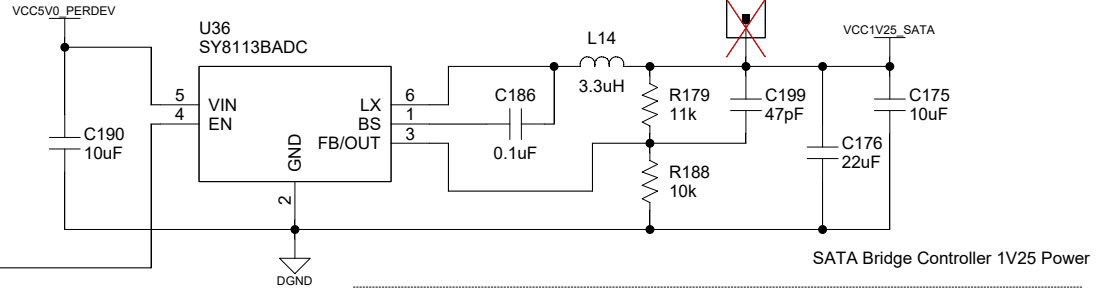 VCC5V0_PERDEV
U36
SY8113BADC
L14
3.3uH
VCC1V25_SATA
5
VIN
4
EN
LX
6
BS
1
FB/OUT
3
GND
2
C186
0.1uF
R179
11k
C199
47pF
C175
10uF
C190
10uF
C176
22uF
R188
10k
DGND
SATA Bridge Controller 1V25 Power